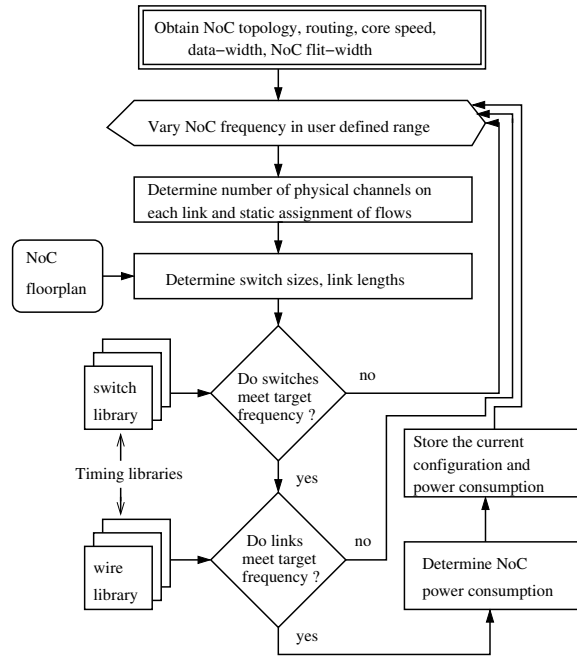 Obtain NoC topology, routing, core speed,
data−width, NoC flit−width
Vary NoC frequency in user defined range
Determine number of physical channels on
each link and static assignment of flows
NoC
floorplan
Determine switch sizes, link lengths
Do switches
meet target
frequency ?
no
switch
library
yes
Timing libraries
Store the current
configuration and
power consumption
Do links
meet target
frequency ?
no
wire
library
Determine NoC
power consumption
yes